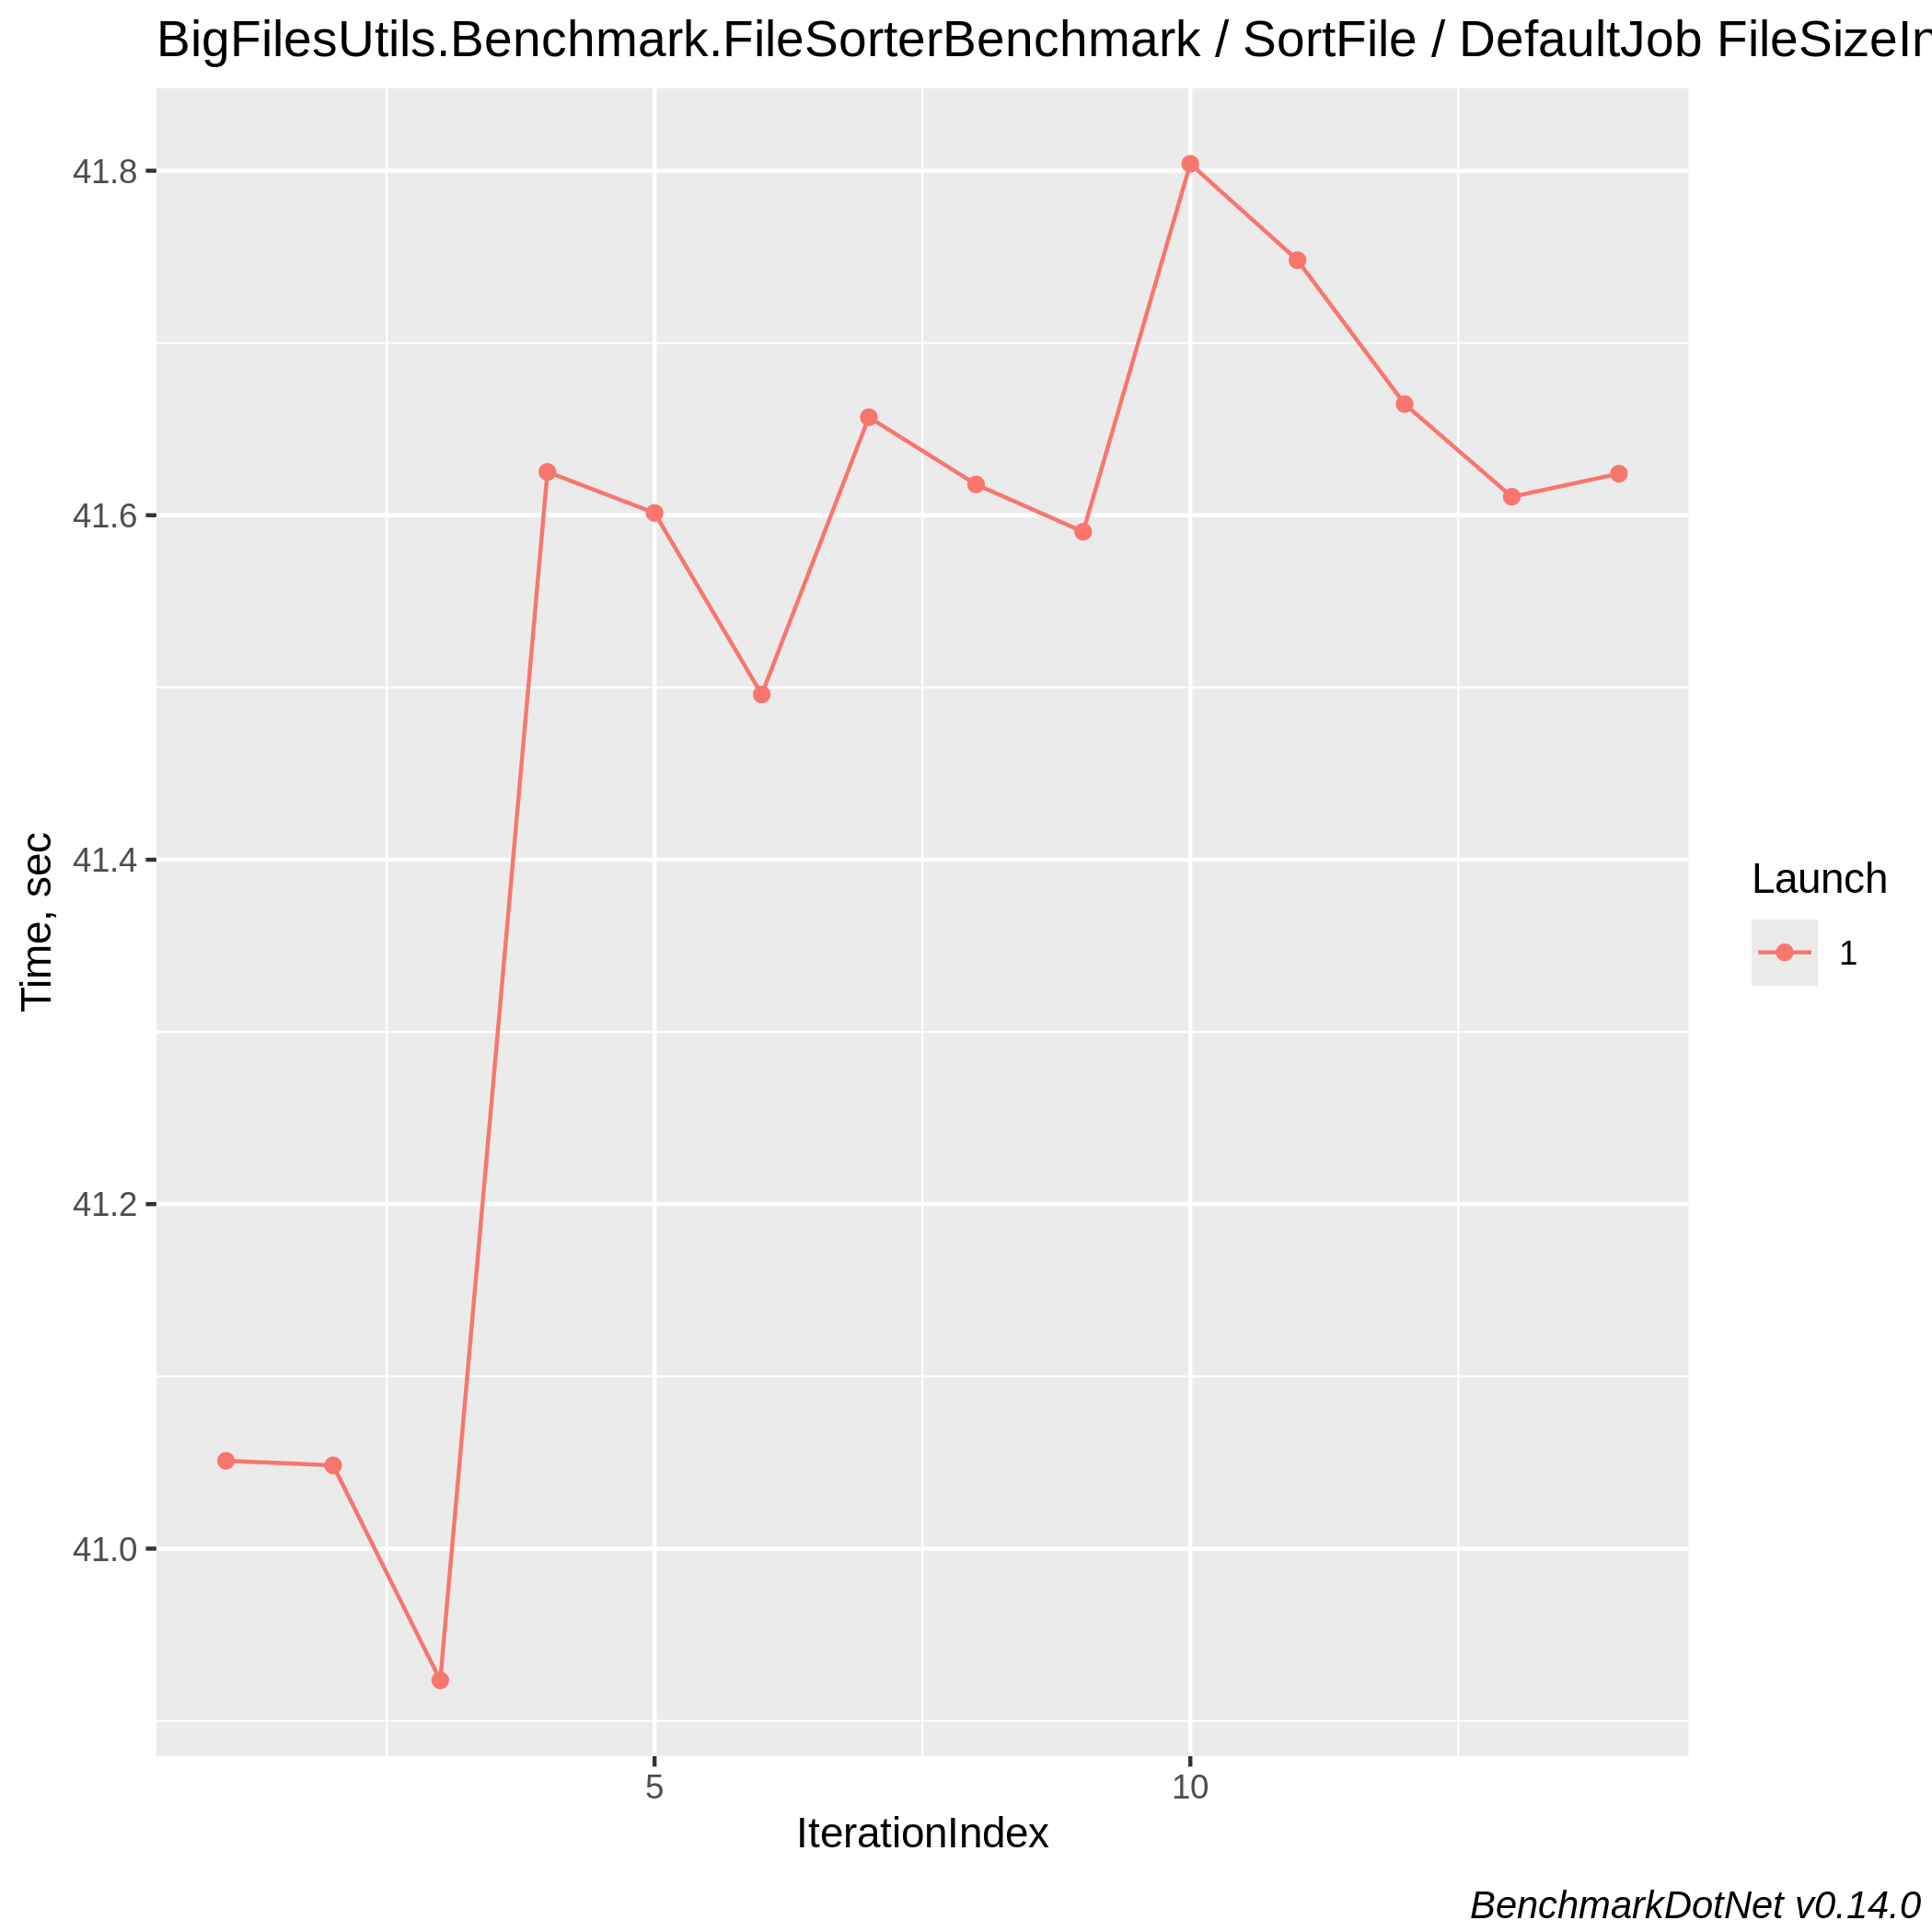 BigFilesUtils.Benchmark.FileSorterBenchmark / SortFile / DefaultJob FileSizeIn
41.8
41.6
41.4
41.2
41.0
Time, sec
5
10
IterationIndex
Launch
1
BenchmarkDotNet v0.14.0